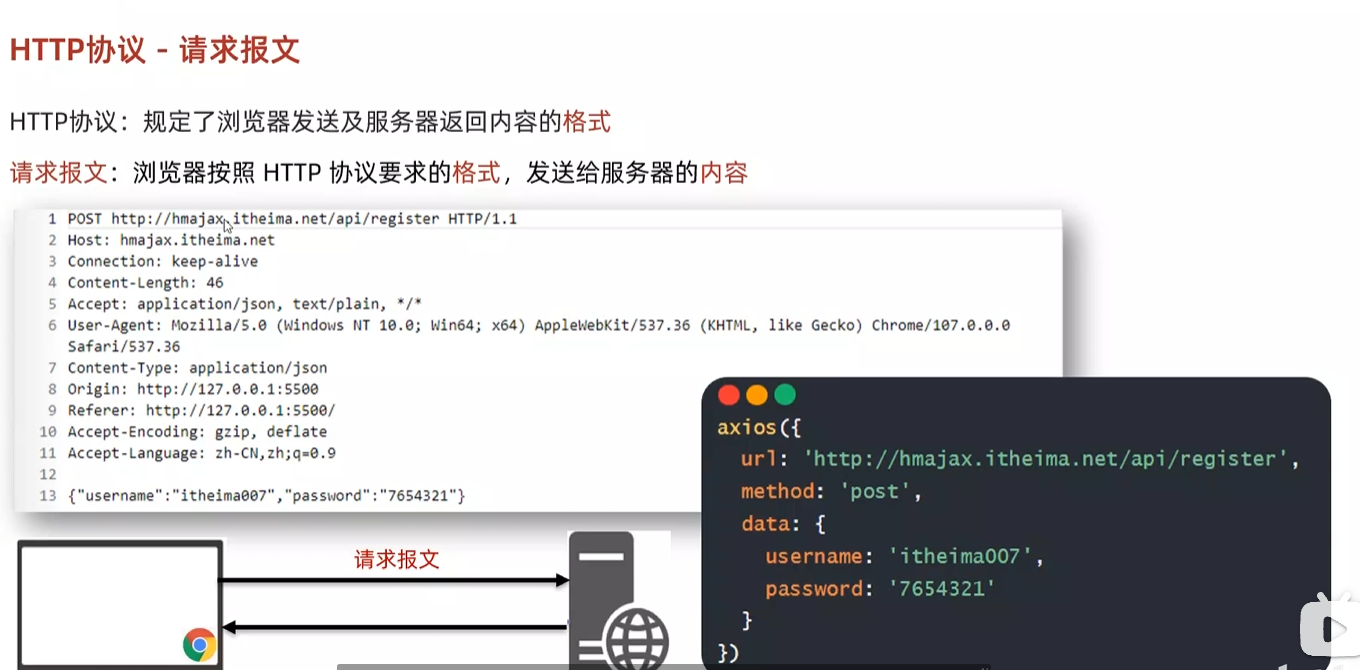 HTTP协议 - 请求报文
HTTP协议：规定了浏览器发送及服务器返回内容的格式
请求报文：浏览器按照 HTTP 协议要求的格式，发送给服务器的内容
1 POST http://hmajax.itheima.net/api/register HTTP/1.1
2 Host: hmajax.itheima.net
3 Connection: keep-alive
4 Content-Length: 46
5 Accept: application/json, text/plain, */*
6 User-Agent: Mozilla/5.0 (Windows NT 10.0; Win64; x64) AppleWebKit/537.36 (KHTML, like Gecko) Chrome/107.0.0.0
Safari/537.36
7 Content-Type: application/json
8 Origin: http://127.0.0.1:5500
9 Referer: http://127.0.0.1:5500/
10 Accept-Encoding: gzip, deflate
11 Accept-Language: zh-CN,zh;q=0.9
12
13 {"username":"itheima007","password":"7654321"}
请求报文
axios({
url: 'http://hmajax.itheima.net/api/register',
method: 'post',
data: {
username: 'itheima007',
password: '7654321'
}
})